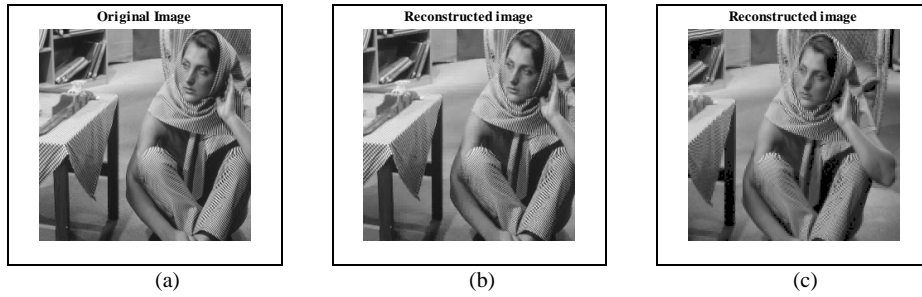 Original Image
Reconstructed image
Reconstructed image
(a)
(b)
(c)